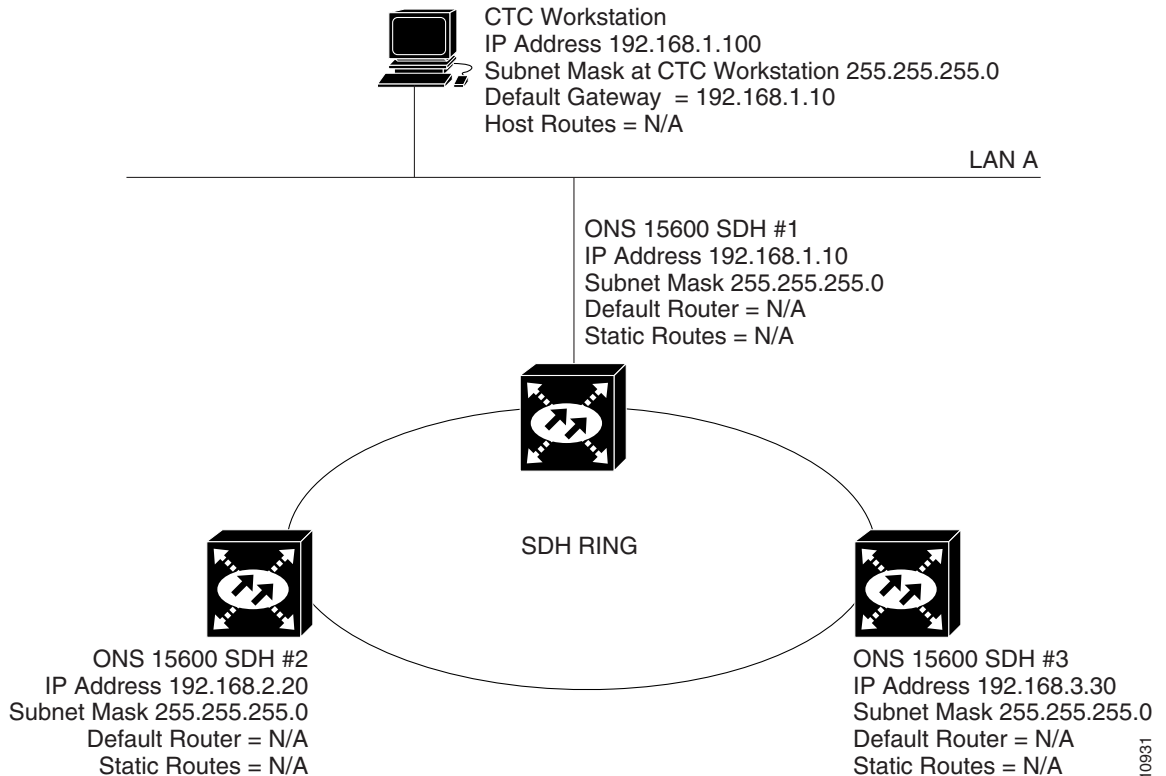 CTC Workstation
IP Address 192.168.1.100
Subnet Mask at CTC Workstation 255.255.255.0
Default Gateway = 192.168.1.10
Host Routes = N/A
LAN A
ONS 15600 SDH #1
IP Address 192.168.1.10
Subnet Mask 255.255.255.0
Default Router = N/A
Static Routes = N/A
SDH RING
ONS 15600 SDH #2
IP Address 192.168.2.20
Subnet Mask 255.255.255.0
Default Router = N/A
Static Routes = N/A
ONS 15600 SDH #3
IP Address 192.168.3.30
Subnet Mask 255.255.255.0
Default Router = N/A
Static Routes = N/A